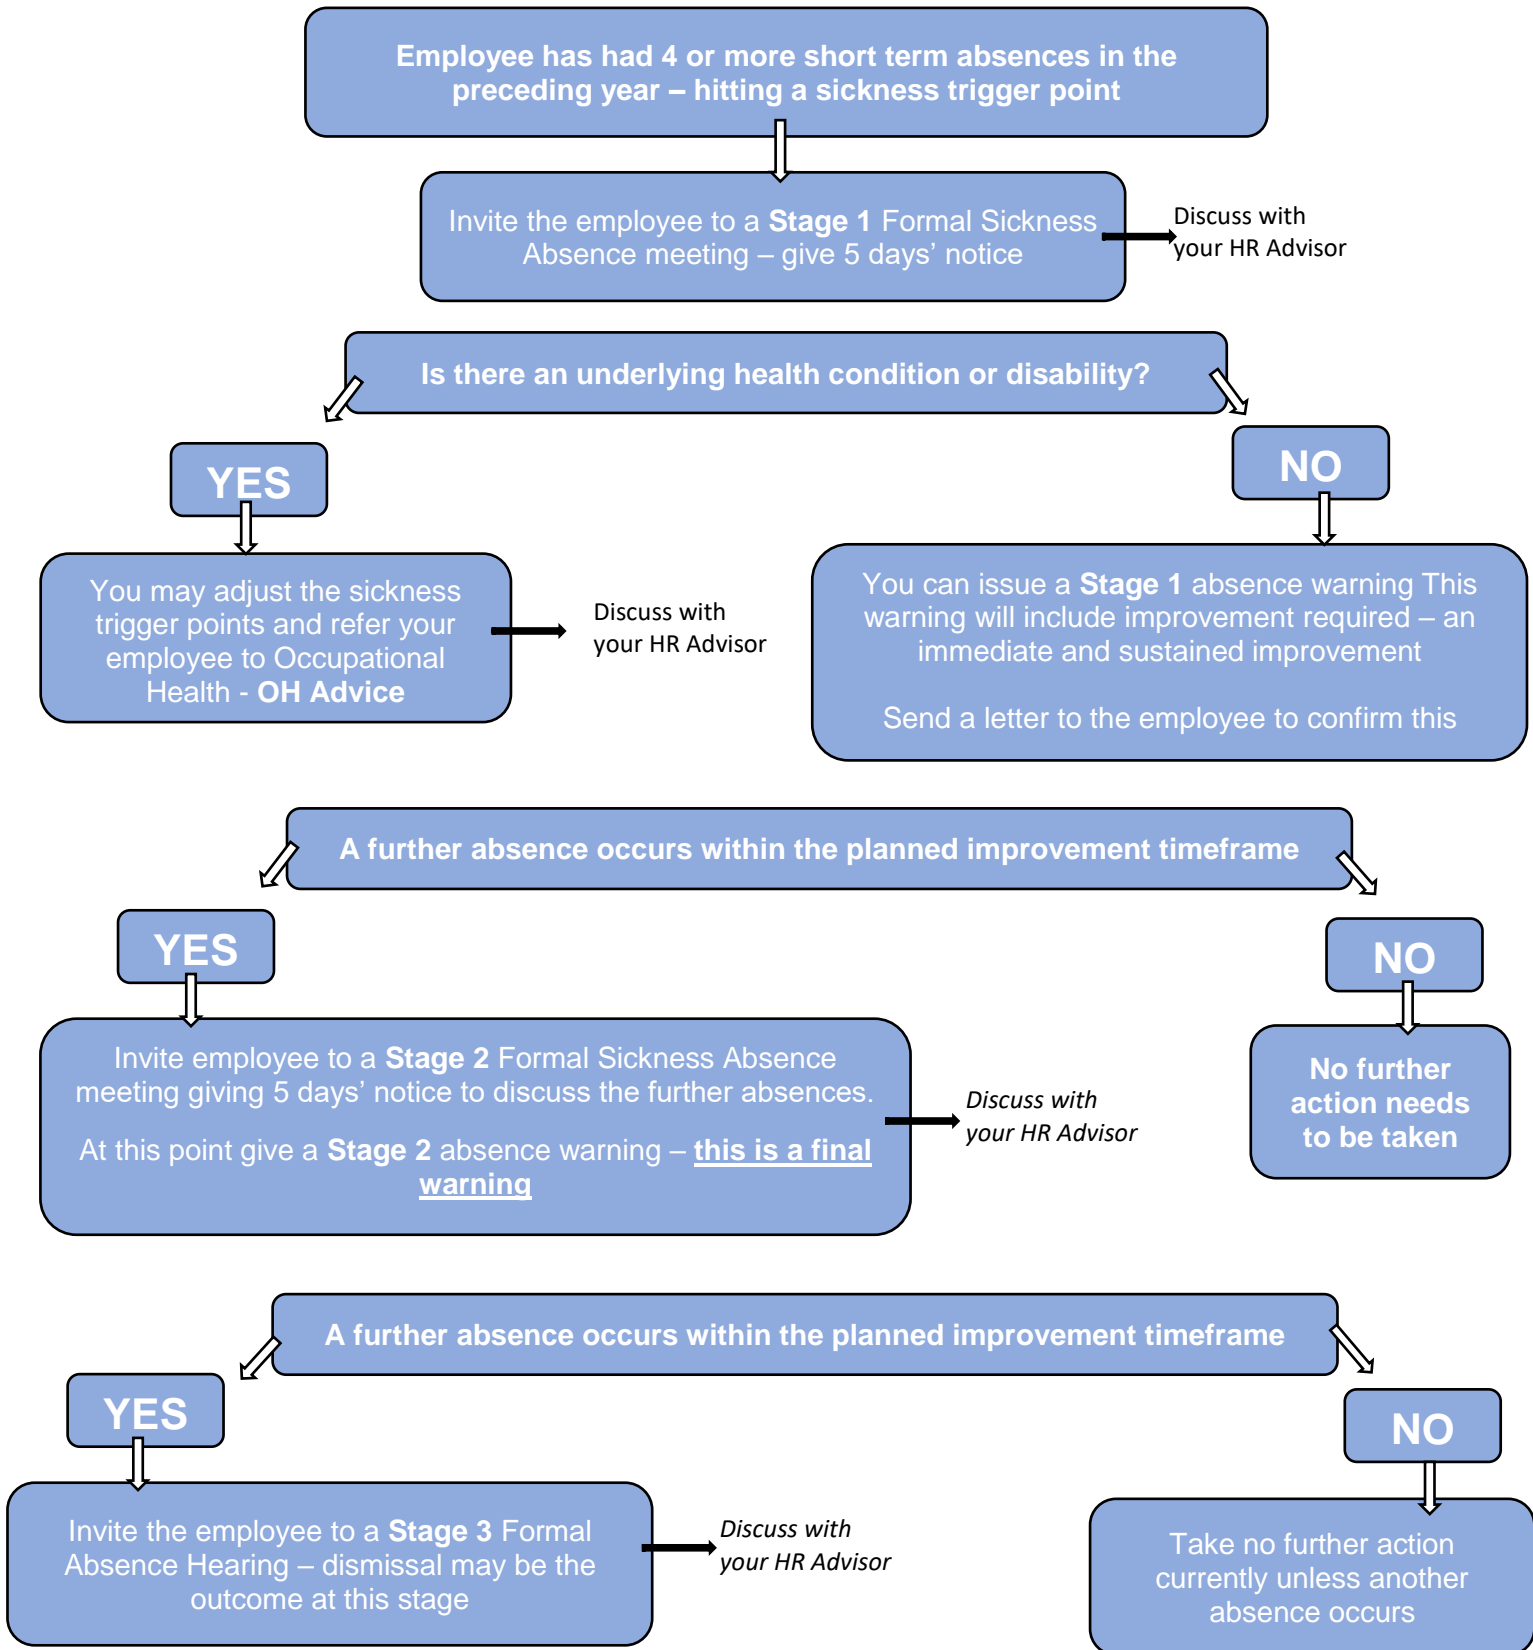 Employee has had 4 or more short term absences in the
preceding year – hitting a sickness trigger point
Invite the employee to a Stage 1 Formal Sickness
Absence meeting – give 5 days’ notice
Discuss with
your HR Advisor
Is there an underlying health condition or disability?
YES
NO
You may adjust the sickness
trigger points and refer your
employee to Occupational
Health - OH Advice
Discuss with
your HR Advisor
You can issue a Stage 1 absence warning This
warning will include improvement required – an
immediate and sustained improvement
Send a letter to the employee to confirm this
A further absence occurs within the planned improvement timeframe
YES
NO
Invite employee to a Stage 2 Formal Sickness Absence
meeting giving 5 days’ notice to discuss the further absences.
At this point give a Stage 2 absence warning – this is a final
warning
Discuss with
your HR Advisor
No further
action needs
to be taken
A further absence occurs within the planned improvement timeframe
YES
NO
Invite the employee to a Stage 3 Formal
Absence Hearing – dismissal may be the
outcome at this stage
Discuss with
your HR Advisor
Take no further action
currently unless another
absence occurs